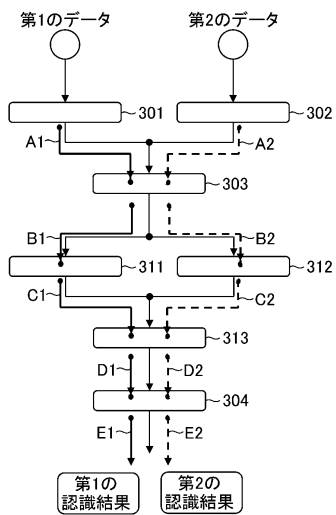 第1のデータ 第2のデータ
301 302
A1 A2
303
B1 B2
311 312
C1 C2
313
D1 D2
304
E1 E2
第1の 第2の
認識結果 認識結果